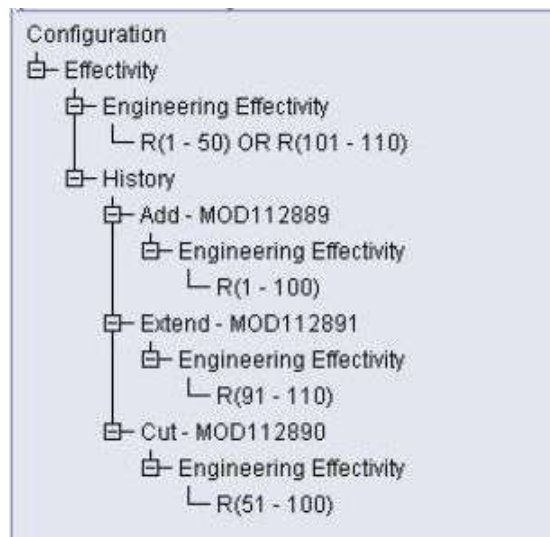 Configuration
Effectivity
Engineering Effectivity
R(1 - 50) OR R(101 - 110)
History
Add - MOD112889
Engineering Effectivity
R(1 - 100)
Extend - MOD112891
Engineering Effectivity
R(91 - 110)
Cut - MOD112890
Engineering Effectivity
R(51 - 100)